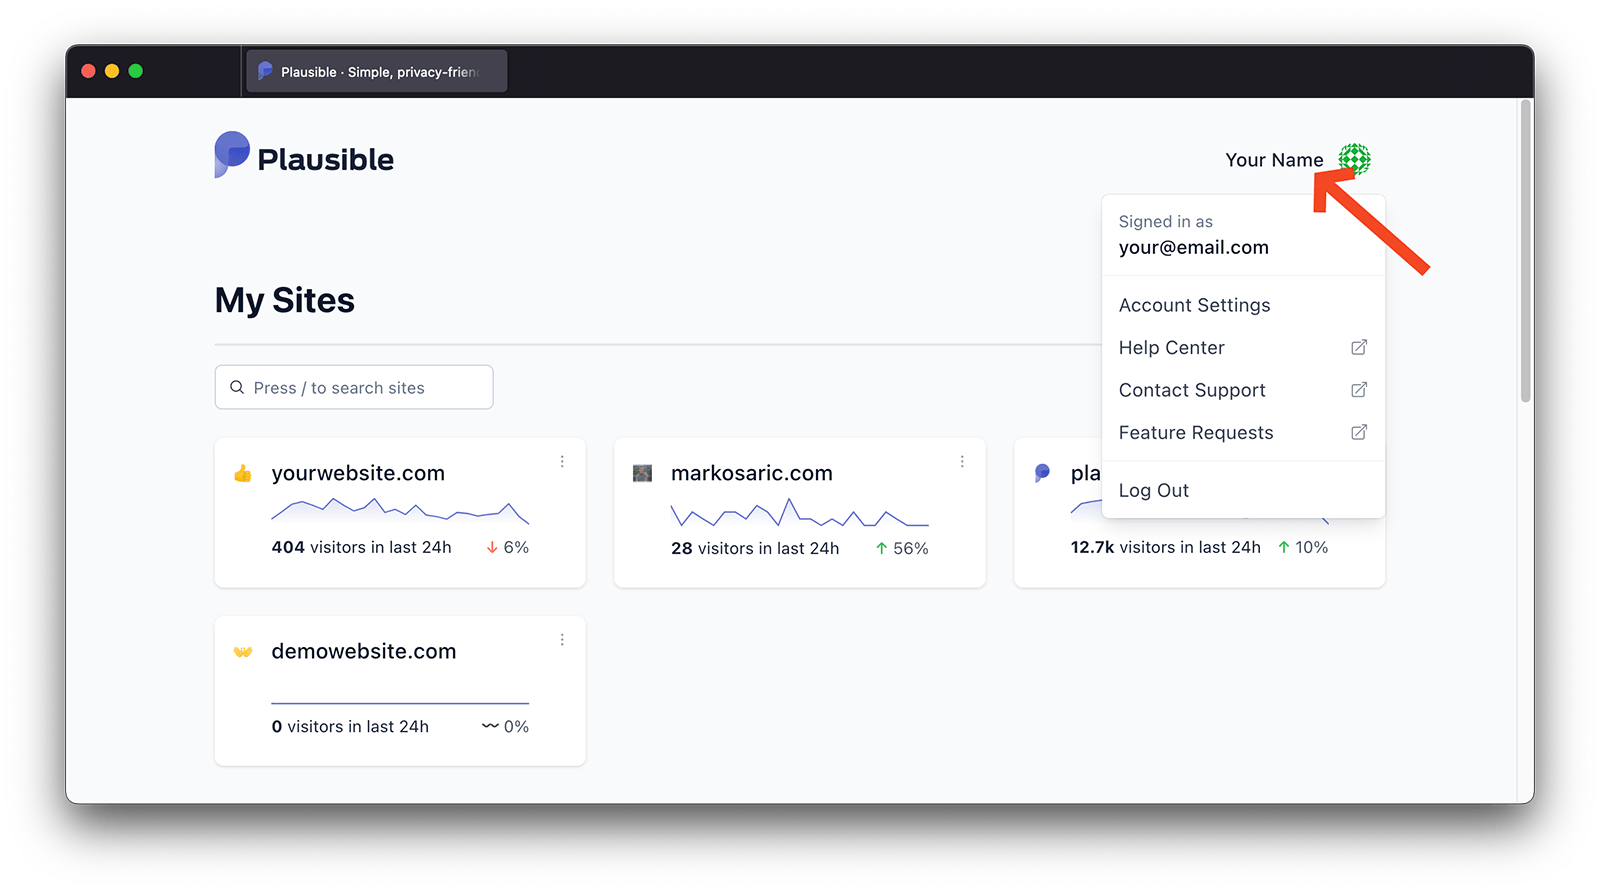 Plausible · Simple, privacy-frien
Plausible
Your Name
Signed in as
your@email.com
Account Settings
Help Center
Contact Support
Feature Requests
Log Out
My Sites
Press / to search sites
yourwebsite.com
404 visitors in last 24h 6%
markosaric.com
28 visitors in last 24h 56%
pla
12.7k visitors in last 24h 10%
demowebsite.com
0 visitors in last 24h 0%